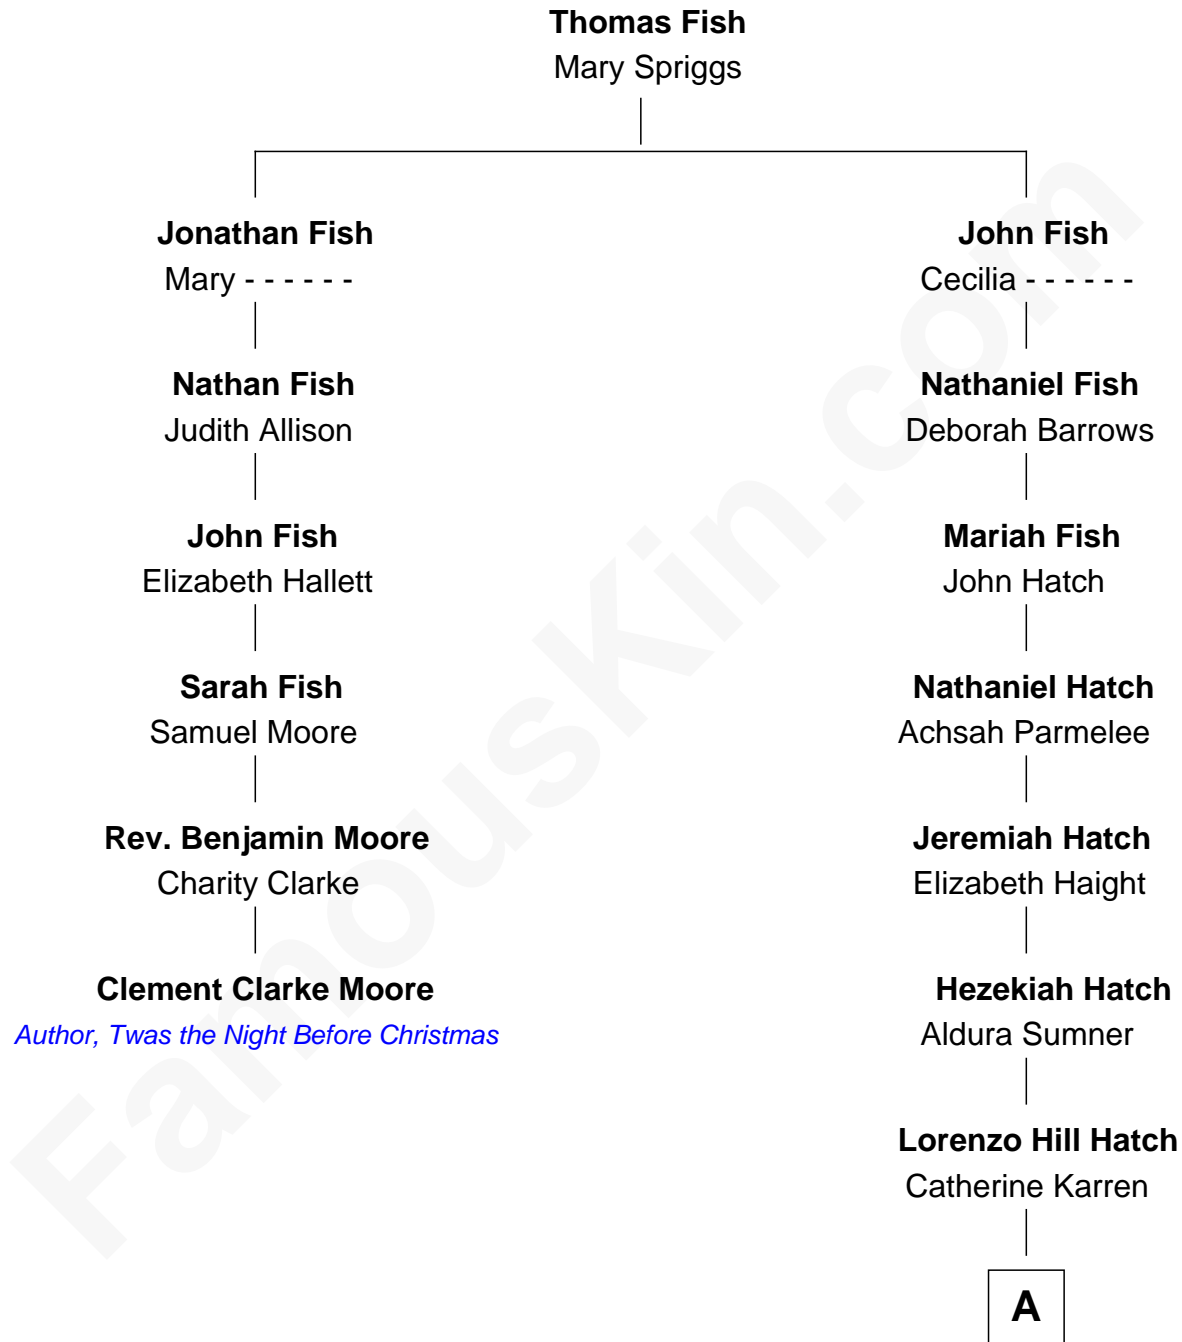 Thomas Fish
Mary Spriggs
Jonathan Fish
Mary - - - - - -
John Fish
Cecilia - - - - - -
Nathan Fish
Judith Allison
Nathaniel Fish
Deborah Barrows
John Fish
Elizabeth Hallett
Mariah Fish
John Hatch
Sarah Fish
Samuel Moore
Nathaniel Hatch
Achsah Parmelee
Rev. Benjamin Moore
Charity Clarke
Jeremiah Hatch
Elizabeth Haight
Clement Clarke Moore
Author, Twas the Night Before Christmas
Hezekiah Hatch
Aldura Sumner
Lorenzo Hill Hatch
Catherine Karren
A
FamousKin.com